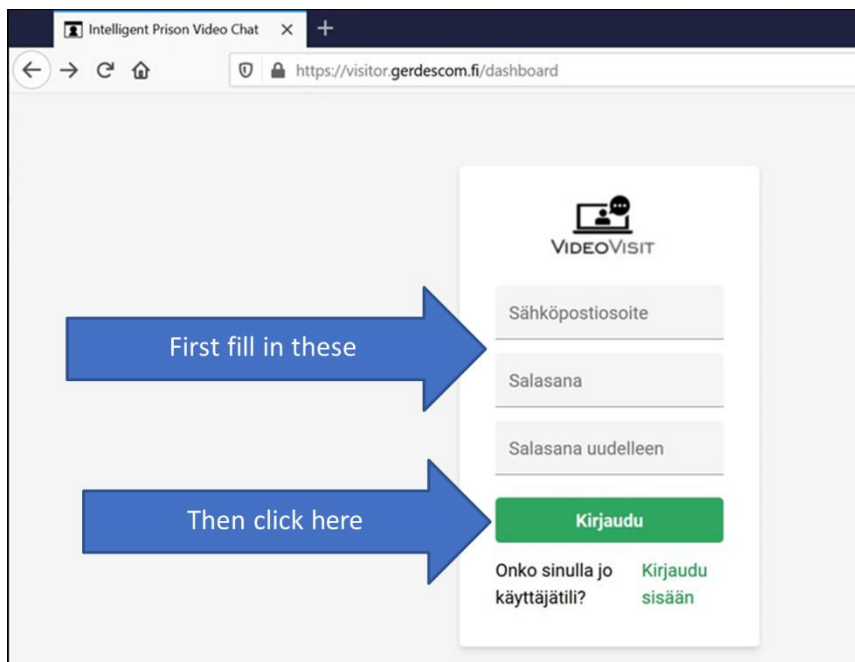 Intelligent Prison Video Chat
https://visitor.gerdescom.fi/dashboard
VIDEOVISIT
First fill in these
Sähköpostiosoite
Salasana
Salasana uudelleen
Then click here
Kirjaudu
Onko sinulla jo Kirjaudu
käyttäjätili? sisään